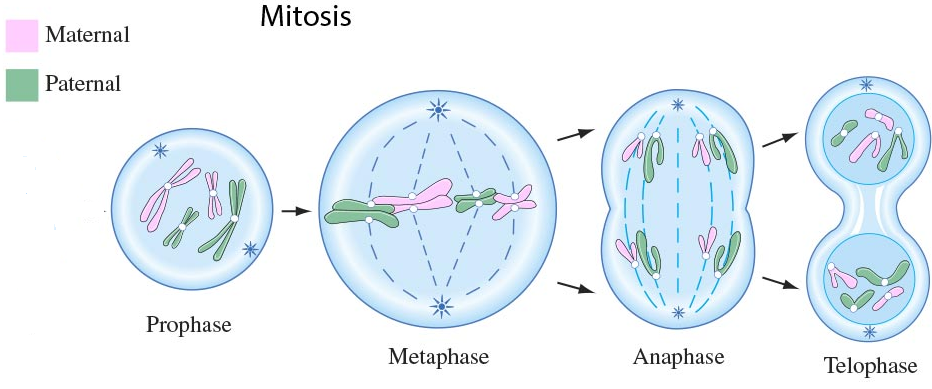 Mitosis
Maternal
Paternal
Prophase
Metaphase
Anaphase
Telophase